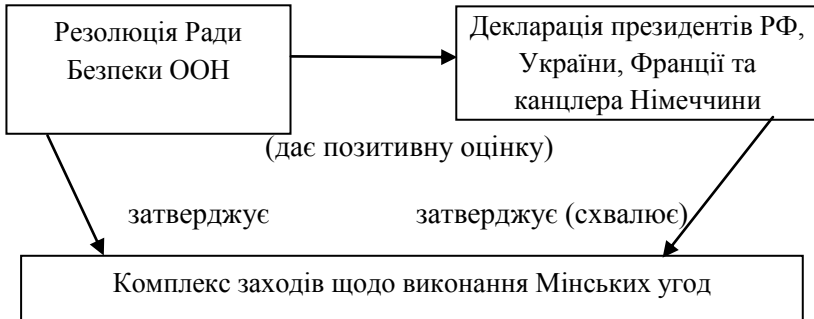 Резолюція Ради
Безпеки ООН
Декларація президентів РФ,
України, Франції та
канцлера Німеччини
(дає позитивну оцінку)
затверджує
затверджує (схвалює)
Комплекс заходів щодо виконання Мінських угод